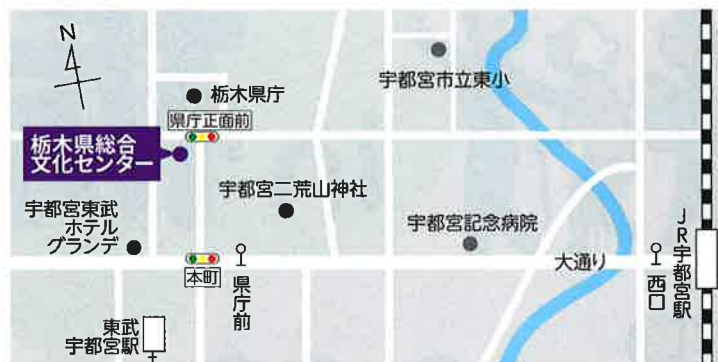 N
宇都宮市立東小
栃木県庁
県庁正面前
栃木県総合
文化センター
宇都宮二荒山神社
宇都宮東武
ホテル
グランデ
宇都宮記念病院
大通り
JR宇都宮駅
西口
本町
県庁前
東武
宇都宮駅